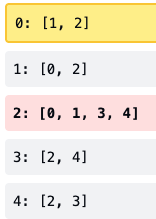 0: [1, 2]
1: [0, 2]
2: [0, 1, 3, 4]
3: [2, 4]
4: [2, 3]